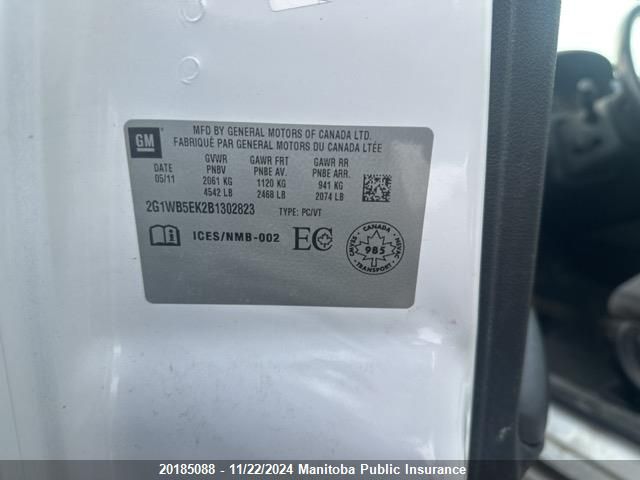 GM
MFD BY GENERAL MOTORS OF CANADA LTD.
FABRIQUÉ PAR GENERAL MOTORS DU CANADA LTÉE
DATE
05/11
GVWR
PNBV
2061 KG
4542 LB
GAWR FRT
PNBE AV.
1120 KG
2468 LB
GAWR RR
PNBE ARR.
941 KG
2074 LB
2G1WB5EK2B1302823 TYPE: PC/VT
ICES/NMB-002 EC
CANADA
985
TRANSPORT
20185088 - 11/22/2024 Manitoba Public Insurance